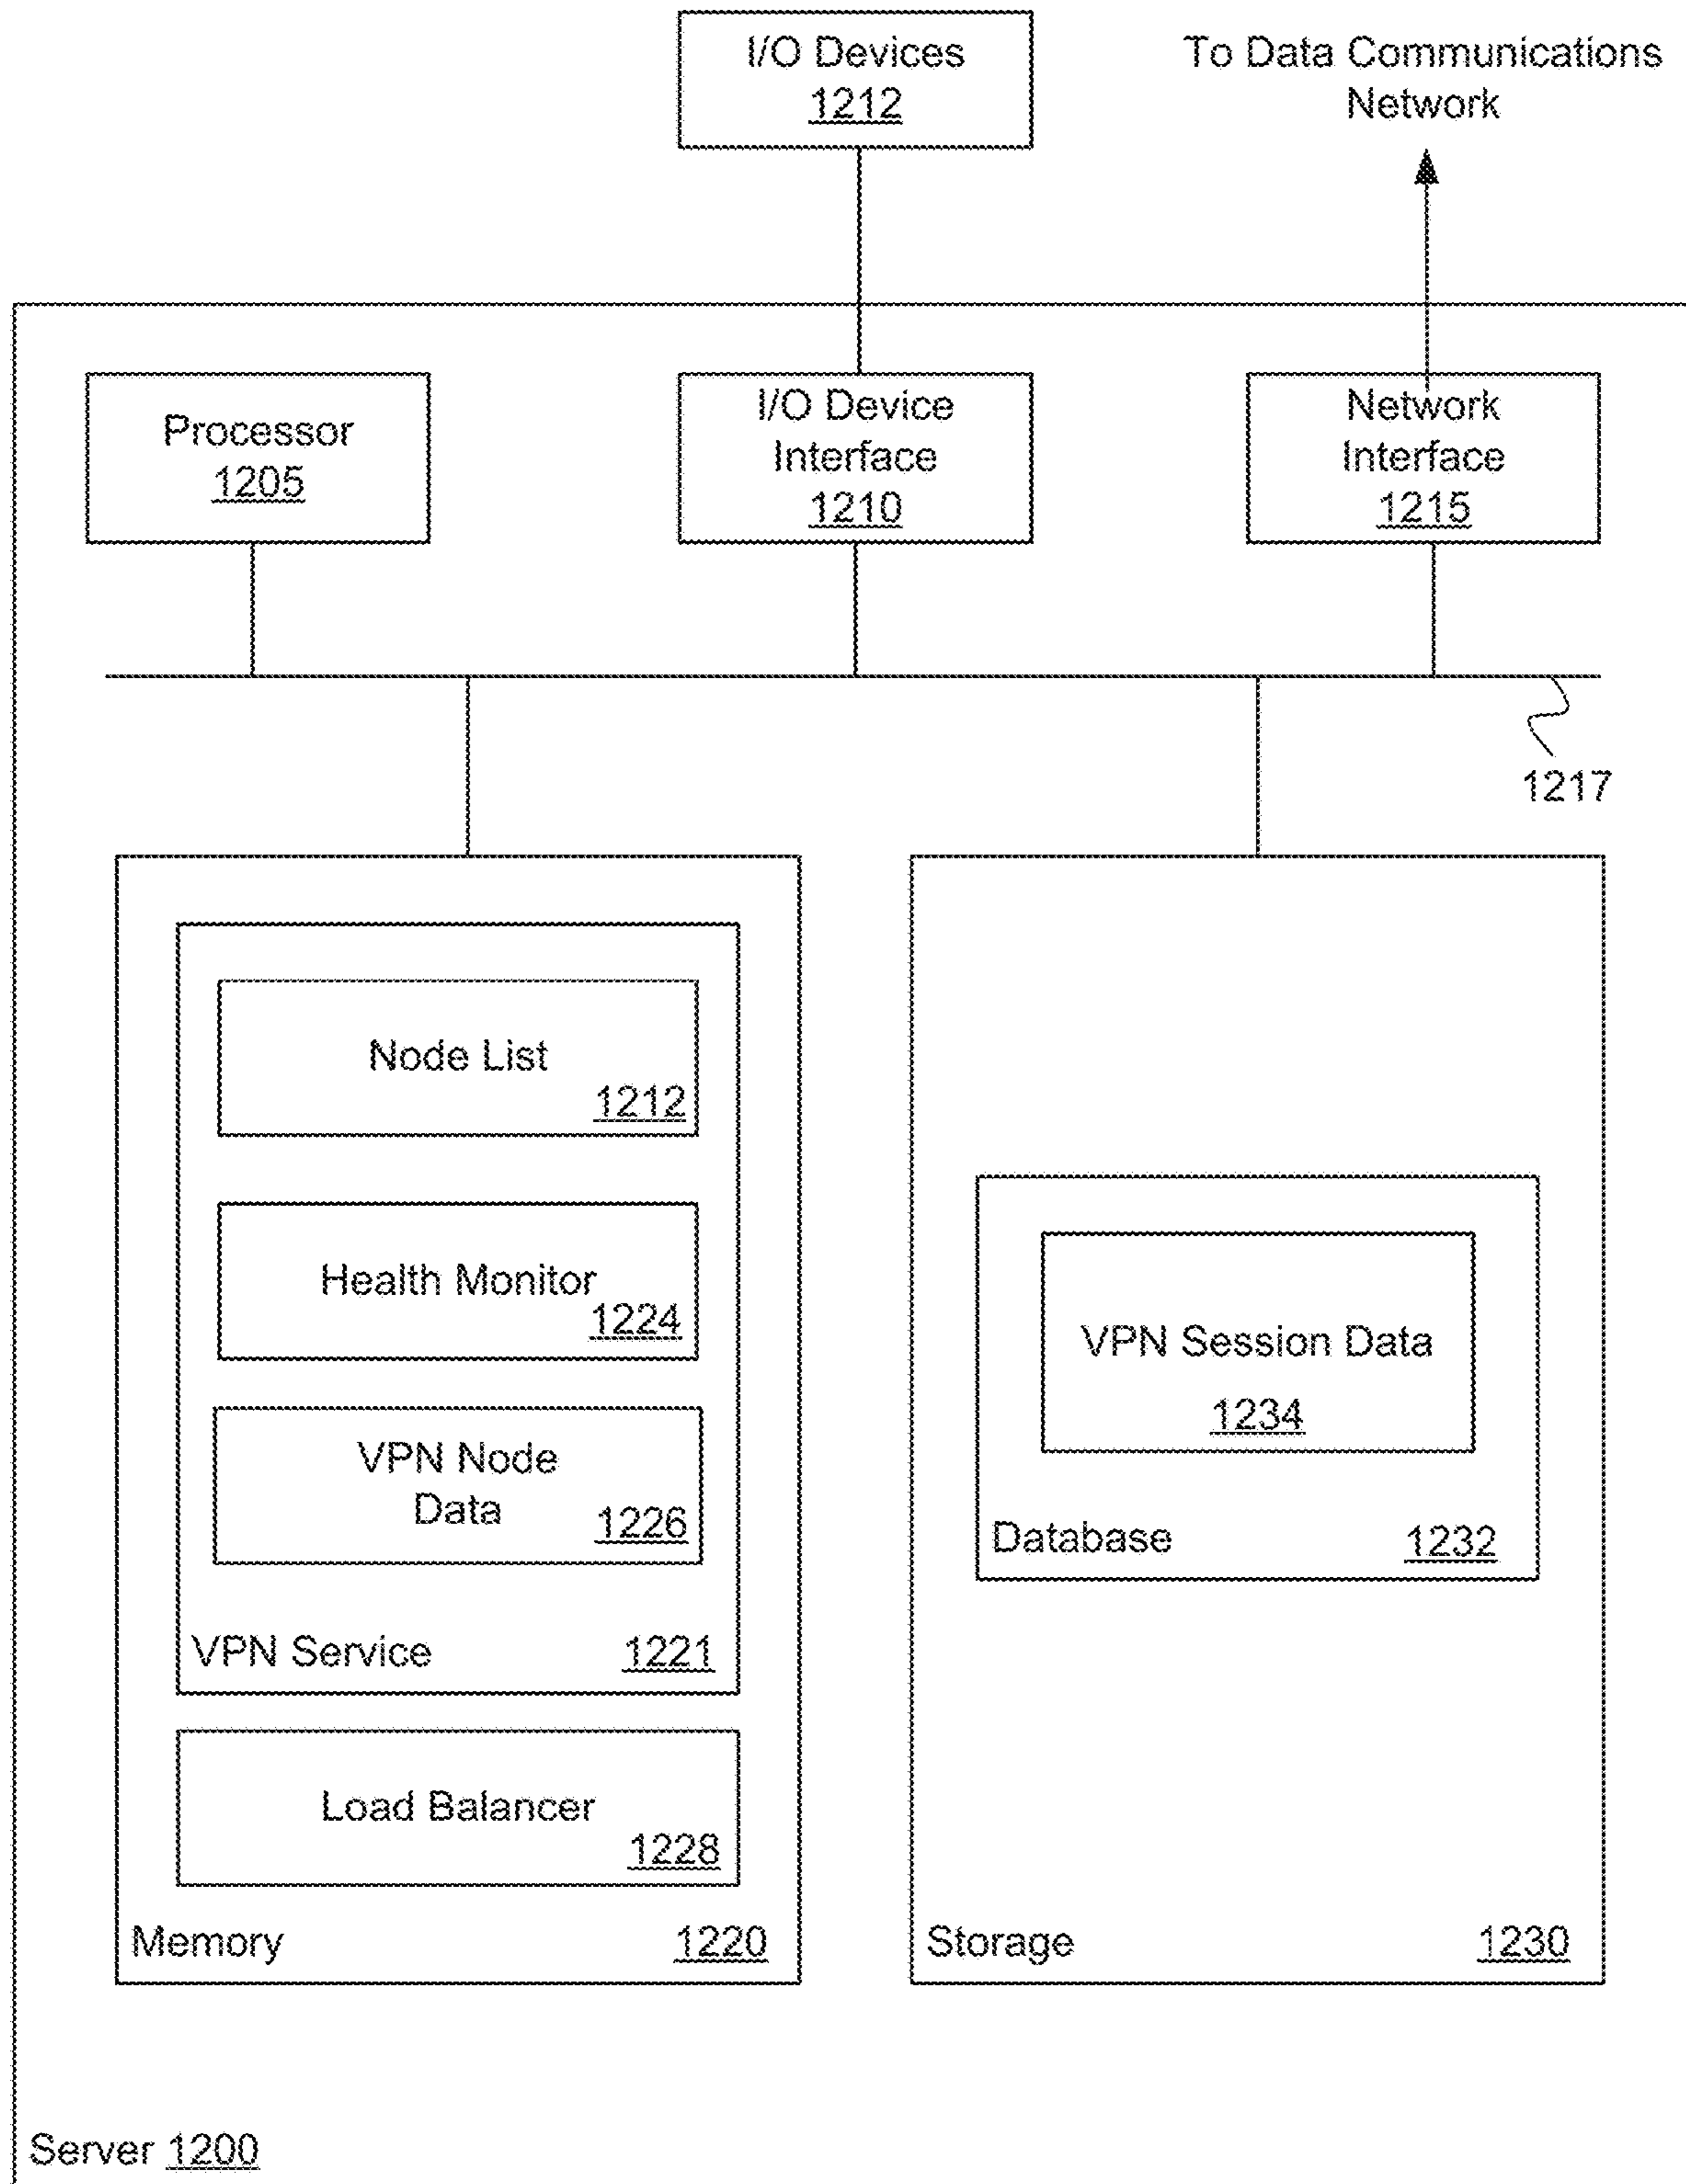 I/O Devices
1212
To Data Communications
Network
Processor
1205
I/O Device
Interface
1210
Network
Interface
1215
1217
Node List
1212
Health Monitor
1224
VPN Node
Data
1226
VPN Service
1221
Load Balancer
1228
Memory
1220
VPN Session Data
1234
Database
1232
Storage
1230
Server 1200